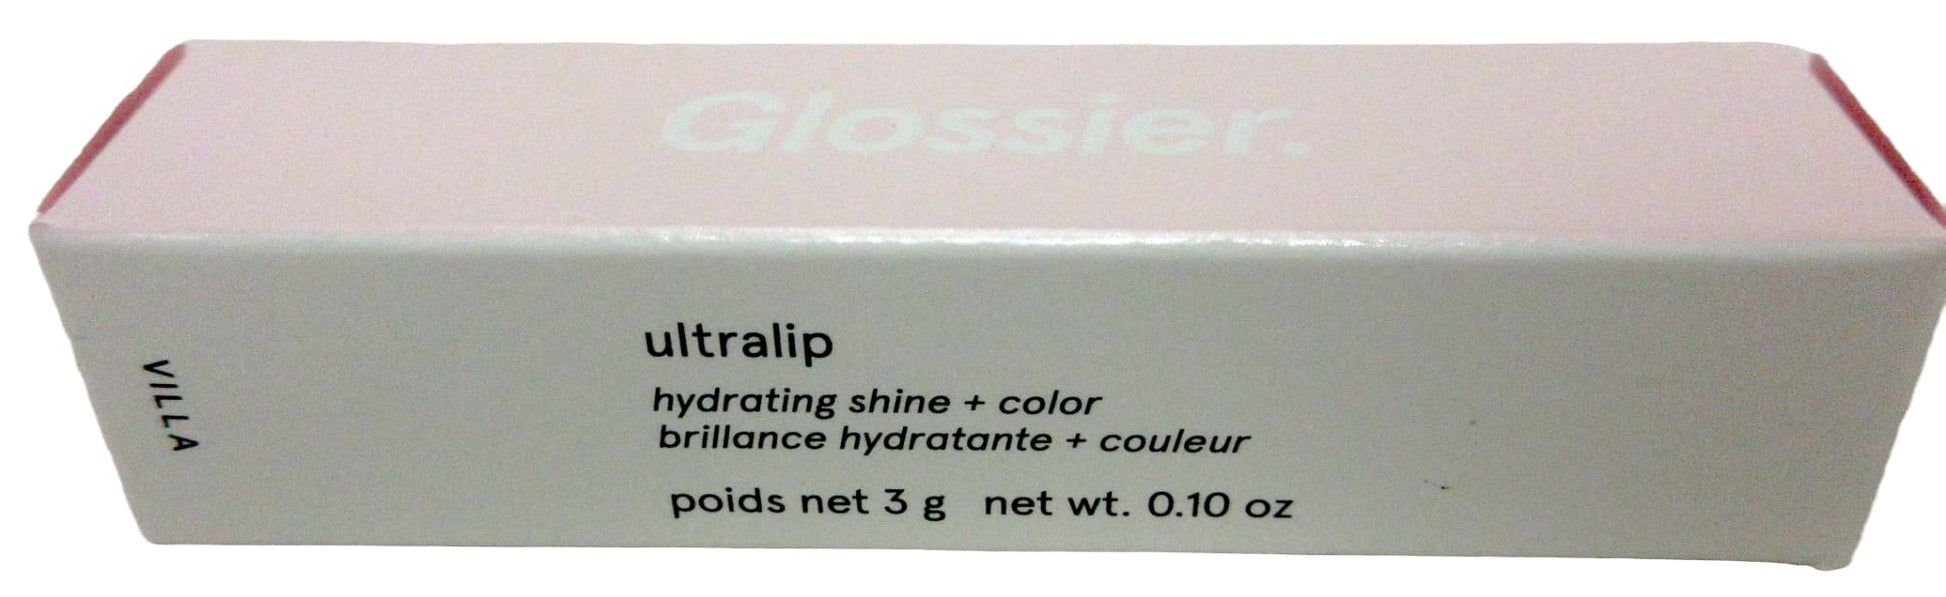 Glossier.
VILLA
ultralip
hydrating shine + color
brillance hydratante + couleur
poids net 3 g net wt. 0.10 oz